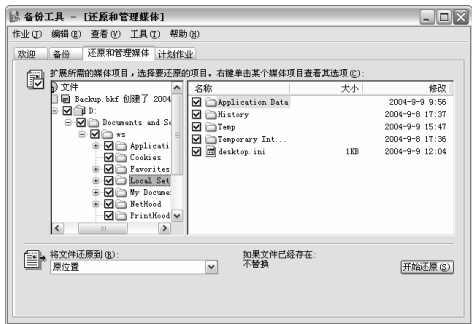 备份工具 - [还原和管理媒体]
作业(J) 编辑(E) 查看(V) 工具(T) 帮助(H)
欢迎 备份 还原和管理媒体 计划作业
扩展所需的媒体项目，选择要还原的项目。右键单击某个媒体项目查看其选项(C):
文件
Backup.bkf 创建了 2004
D:
Documents and Se
ws
Applicati
Cookies
Favorites
Local Set
My Docume
NetHood
PrintHood
名称 大小 修改
Application Data 2004-9-9 9:56
History 2004-9-8 17:37
Temp 2004-9-9 15:47
Temporary Int... 2004-9-8 17:36
desktop.ini 1KB 2004-9-9 12:04
将文件还原到(R):
原位置
如果文件已经存在:
不替换
开始还原(S)